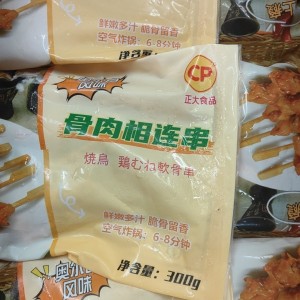 鲜嫩多汁 脆骨留香
空气炸锅：6-8分钟
净含量
风味
CP
正大食品
骨肉相连串
焼鳥 鶏むね軟骨串
鲜嫩多汁 脆骨留香
空气炸锅：6-8分钟
净含量：300g
奥尔
风味